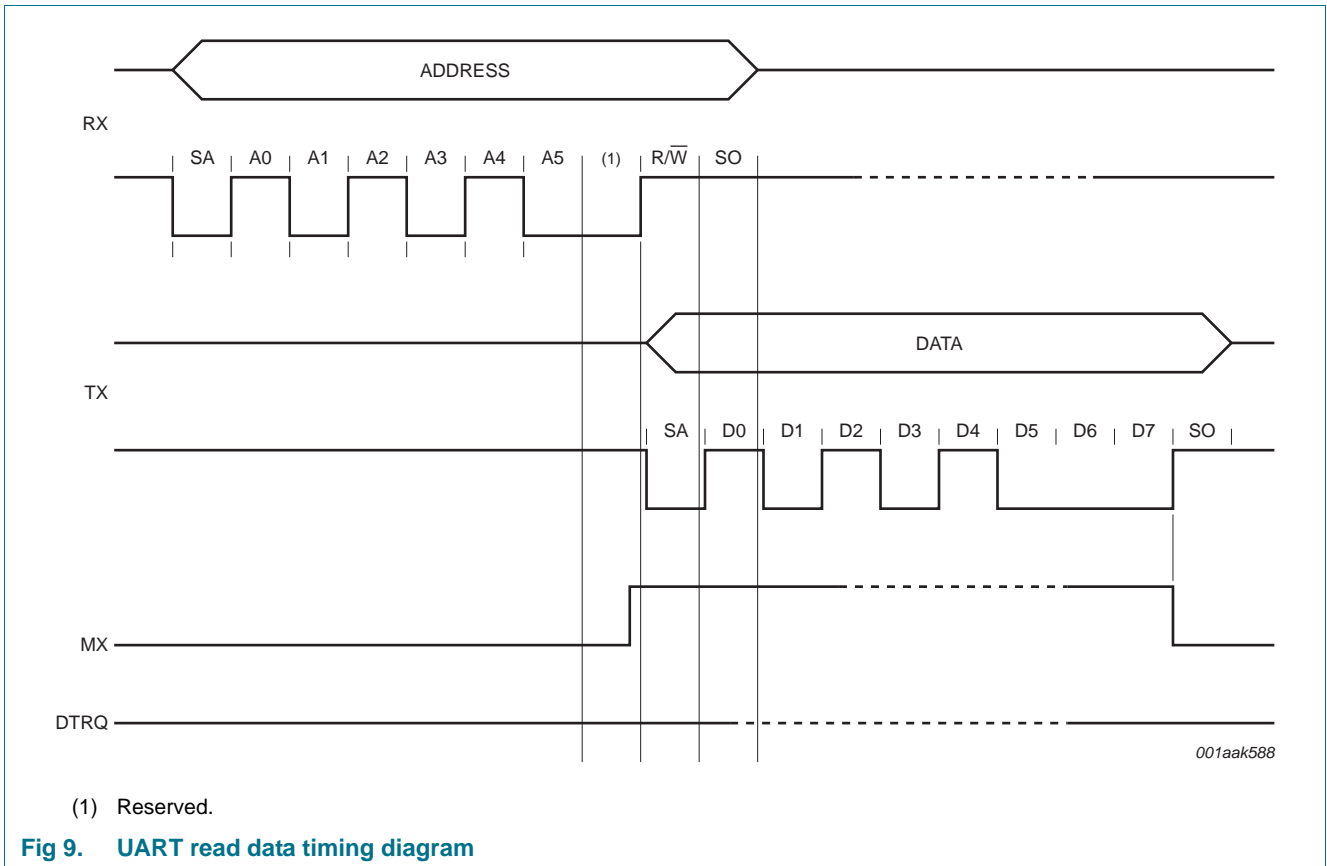 ADDRESS
RX
SA A0 A1 A2 A3 A4 A5 (1) R/W̅ SO
DATA
TX
SA D0 D1 D2 D3 D4 D5 D6 D7 SO
MX
DTRQ
001aak588
(1) Reserved.
Fig 9. UART read data timing diagram